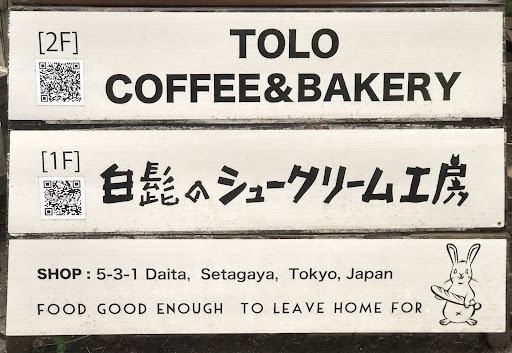 [2F]
TOLO
COFFEE&BAKERY
[1F]
白髭のシュークリーム工房
SHOP : 5-3-1 Daita, Setagaya, Tokyo, Japan
FOOD GOOD ENOUGH TO LEAVE HOME FOR